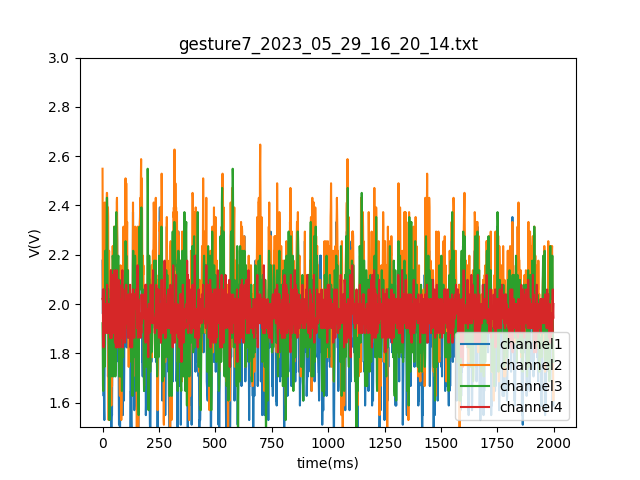 gesture7_2023_05_29_16_20_14.txt
3.0
2.8
2.6
2.4
2.2
2.0
1.8
1.6
V(V)
channel1
channel2
channel3
channel4
0 250 500 750 1000 1250 1500 1750 2000
time(ms)